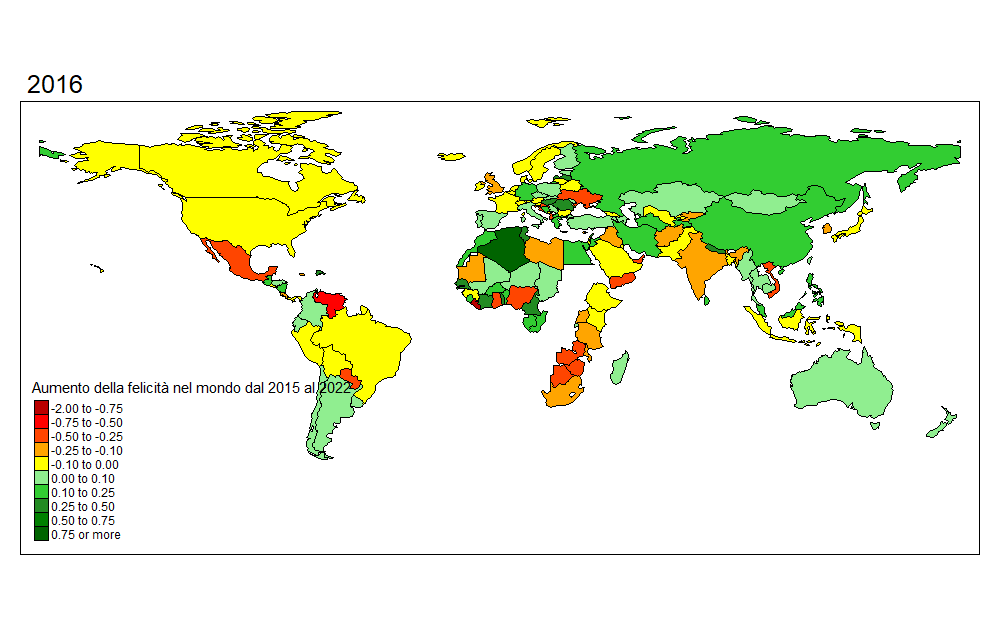 2016
Aumento della felicità nel mondo dal 2015 al 2022
-2.00 to -0.75
-0.75 to -0.50
-0.50 to -0.25
-0.25 to -0.10
-0.10 to 0.00
0.00 to 0.10
0.10 to 0.25
0.25 to 0.50
0.50 to 0.75
0.75 or more